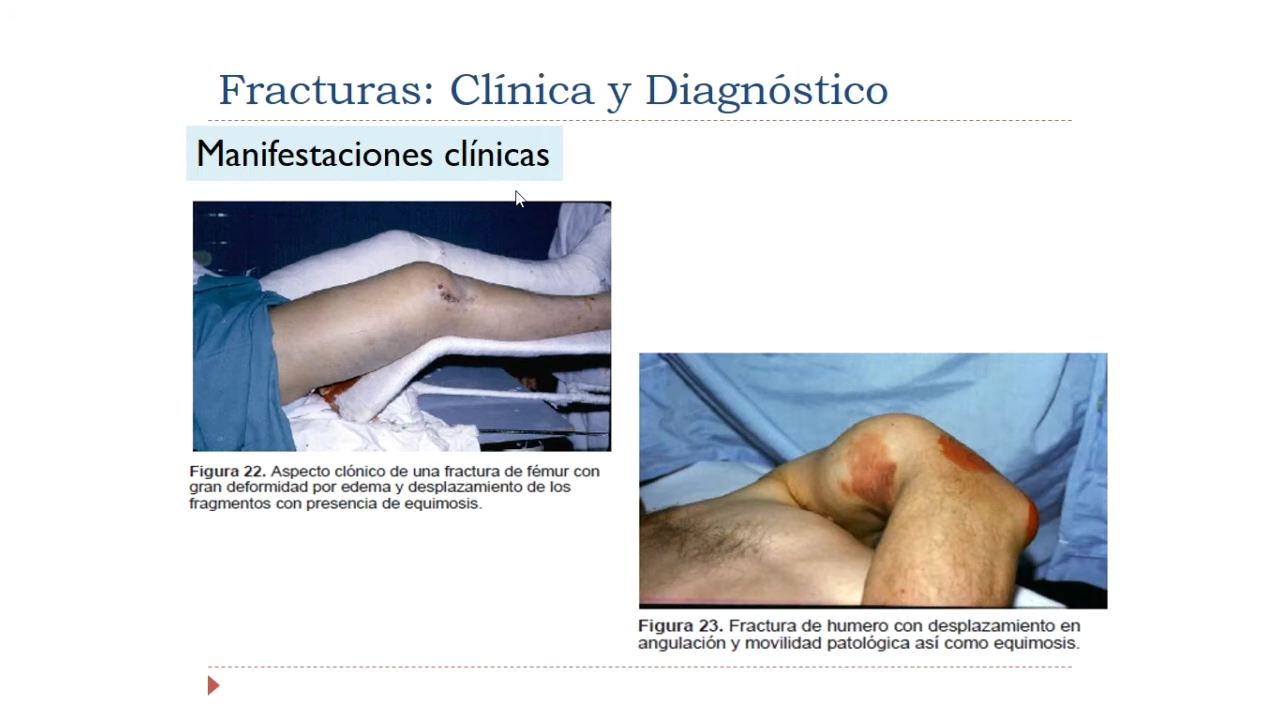 Fracturas: Clínica y Diagnóstico
Manifestaciones clínicas
Figura 22. Aspecto clónico de una fractura de fémur con
gran deformidad por edema y desplazamiento de los
fragmentos con presencia de equimosis.
Figura 23. Fractura de humero con desplazamiento en
angulación y movilidad patológica así como equimosis.